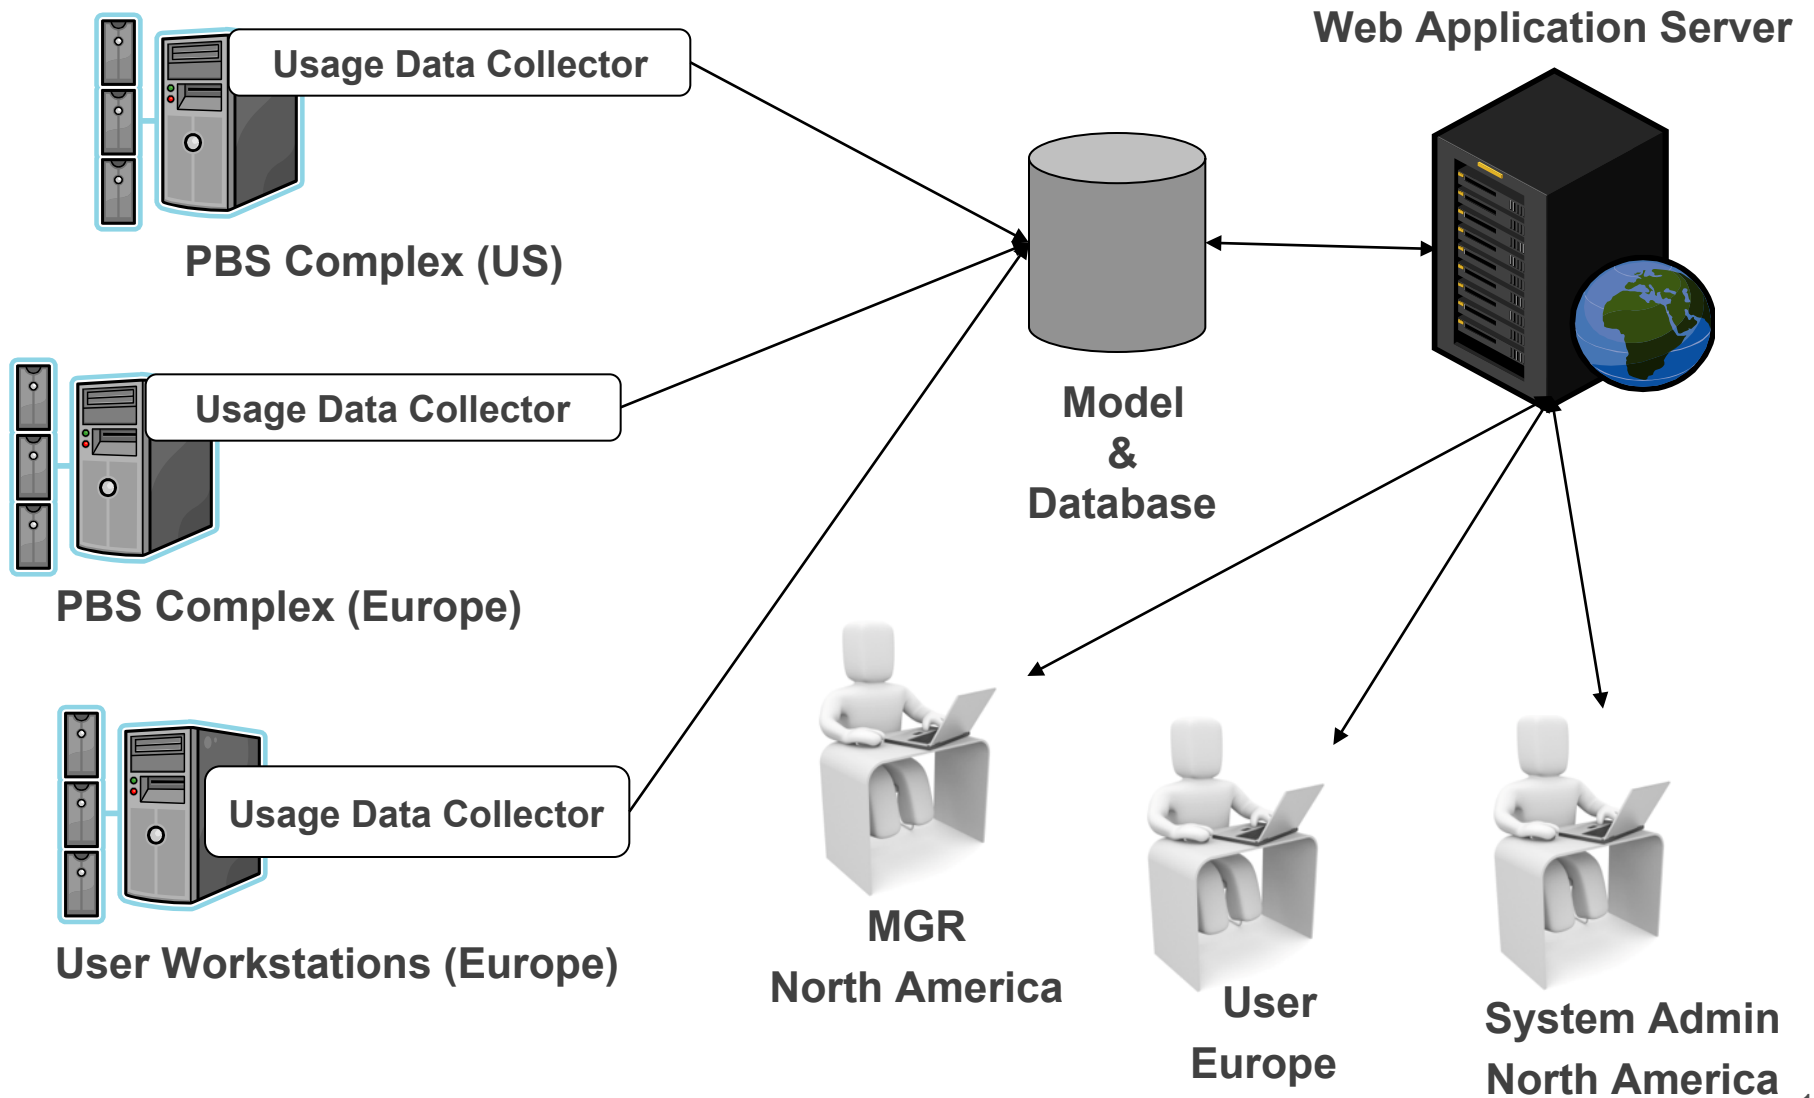 Web Application Server
Usage Data Collector
PBS Complex (US)
Usage Data Collector
PBS Complex (Europe)
Model
&
Database
Usage Data Collector
User Workstations (Europe)
MGR
North America
User
Europe
System Admin
North America